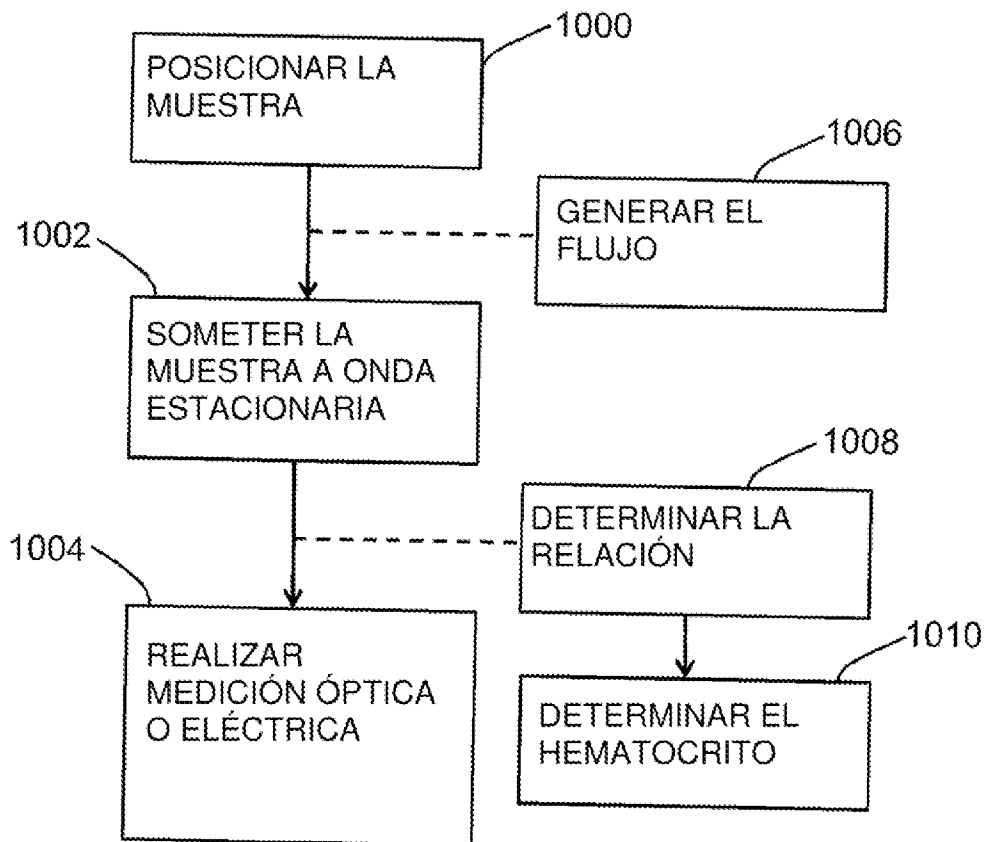 1000
POSICIONAR LA
MUESTRA
1006
GENERAR EL
FLUJO
1002
SOMETER LA
MUESTRA A ONDA
ESTACIONARIA
1008
DETERMINAR LA
RELACIÓN
1004
REALIZAR
MEDICIÓN ÓPTICA
O ELÉCTRICA
1010
DETERMINAR EL
HEMATOCRITO